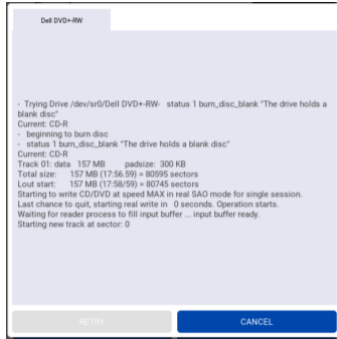 Dell DVD+-RW
- Trying Drive /dev/sr0/Dell DVD+-RW- status 1 burn_disc_blank "The drive holds a
blank disc"
Current: CD-R
- beginning to burn disc
- status 1 burn_disc_blank "The drive holds a blank disc"
Current: CD-R
Track 01: data 157 MB padsize: 300 KB
Total size: 157 MB (17:56.59) = 80595 sectors
Lout start: 157 MB (17:58/59) = 80745 sectors
Starting to write CD/DVD at speed MAX in real SAO mode for single session.
Last chance to quit, starting real write in 0 seconds. Operation starts.
Waiting for reader process to fill input buffer ... input buffer ready.
Starting new track at sector: 0
RETRY
CANCEL